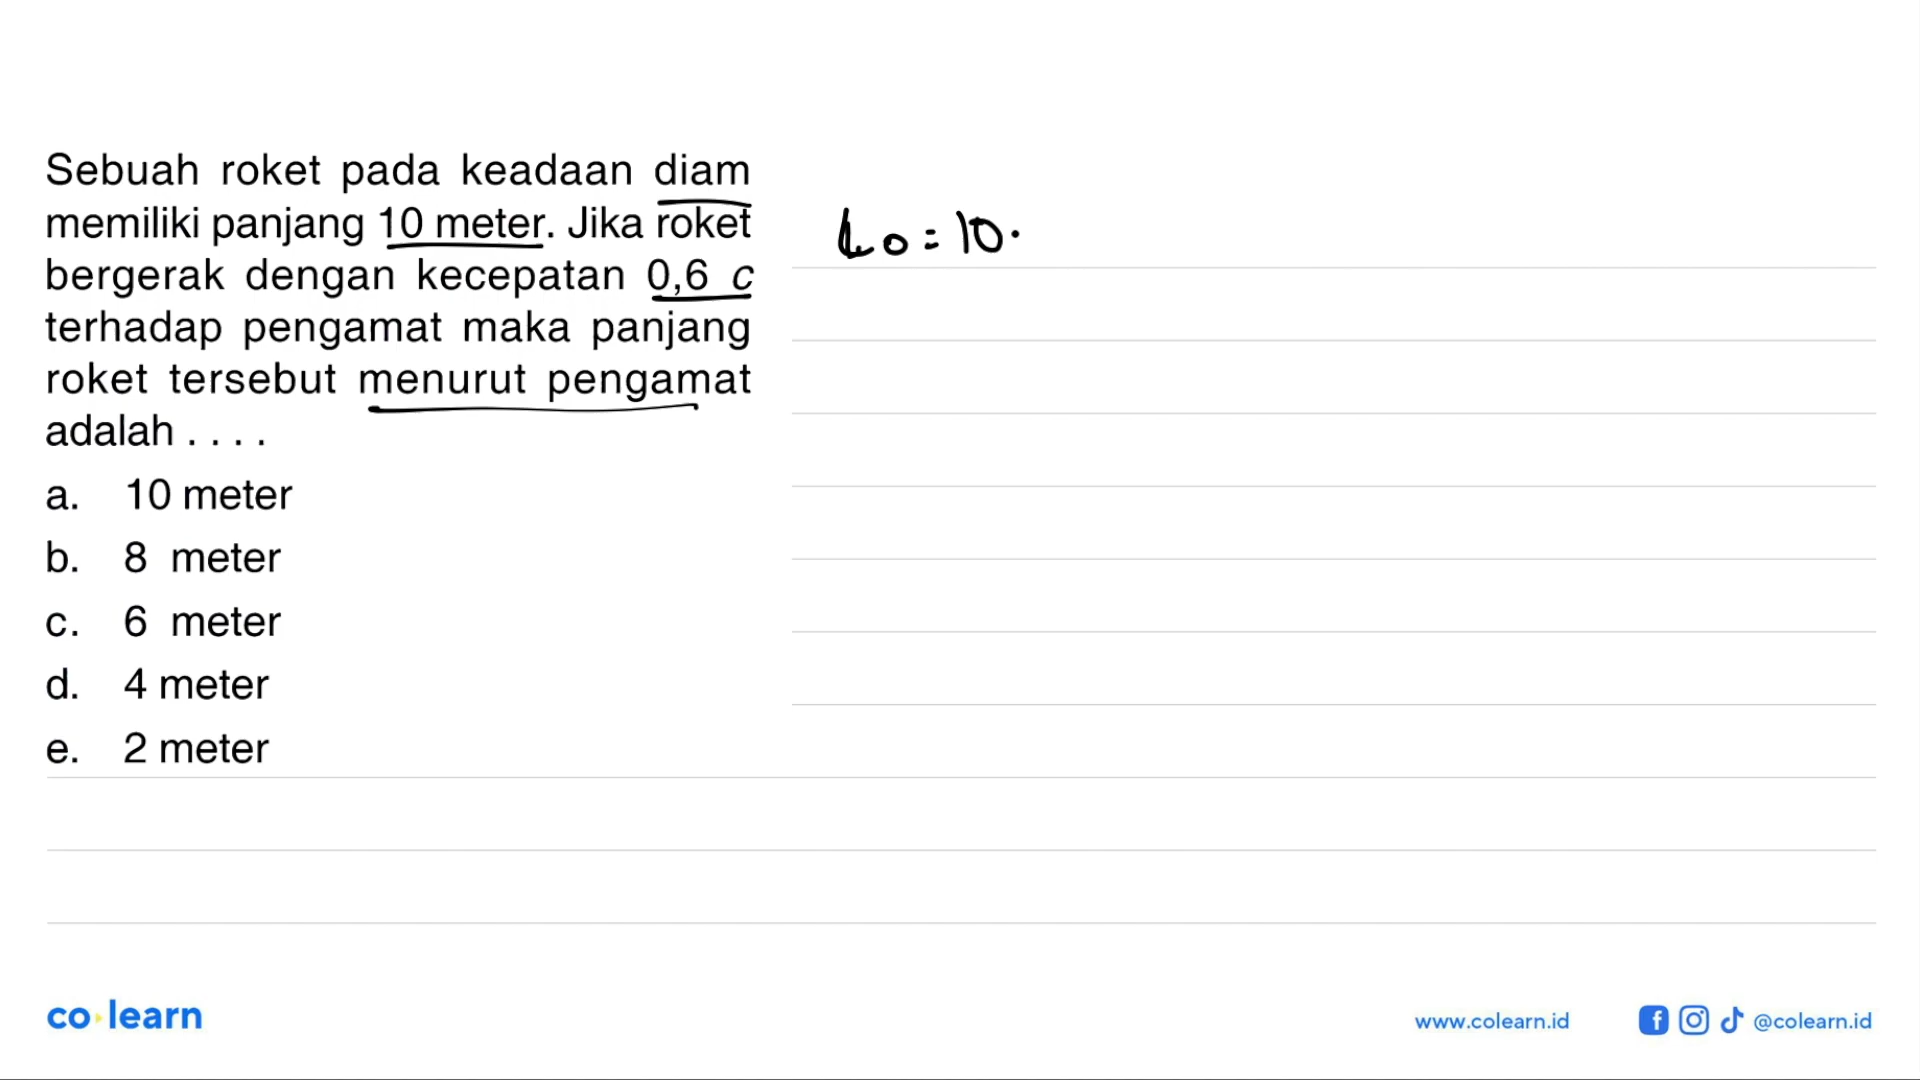 Sebuah roket pada keadaan diam
memiliki panjang 10 meter. Jika roket
bergerak dengan kecepatan 0,6 c
terhadap pengamat maka panjang
roket tersebut menurut pengamat
adalah . . . .
a. 10 meter
b. 8 meter
c. 6 meter
d. 4 meter
e. 2 meter
Lo = 10.
co learn
www.colearn.id
@colearn.id